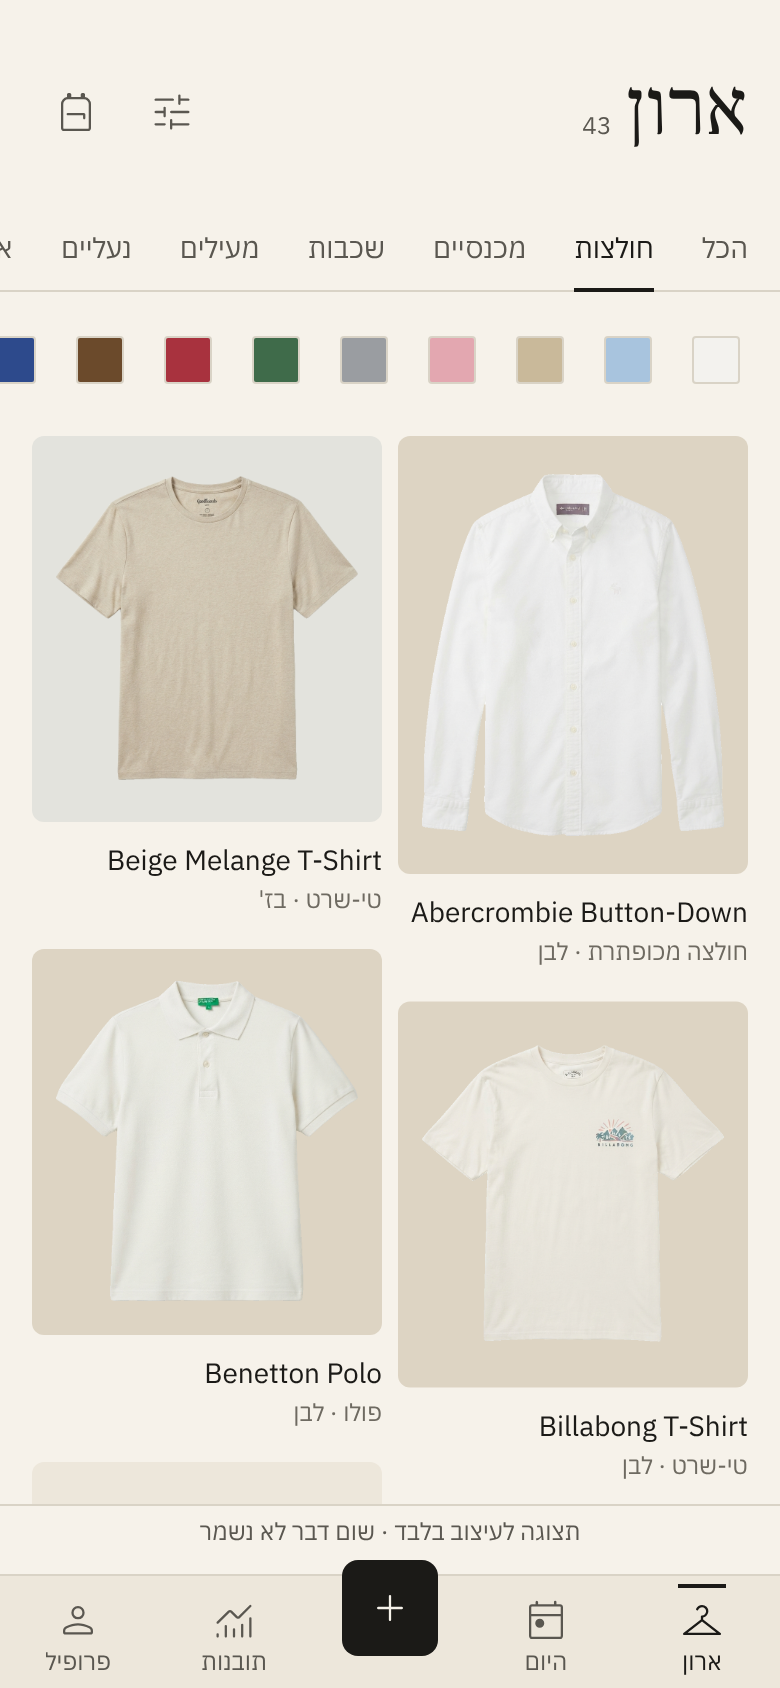 ארון 43
הכל חולצות מכנסיים שכבות מעילים נעליים א
Abercrombie Button-Down
חולצה מכופתרת · לבן
Beige Melange T-Shirt
טי-שרט · בז'
BILLABONG
Billabong T-Shirt
טי-שרט · לבן
Benetton Polo
פולו · לבן
תצוגה לעיצוב בלבד · שום דבר לא נשמר
ארון היום תובנות פרופיל